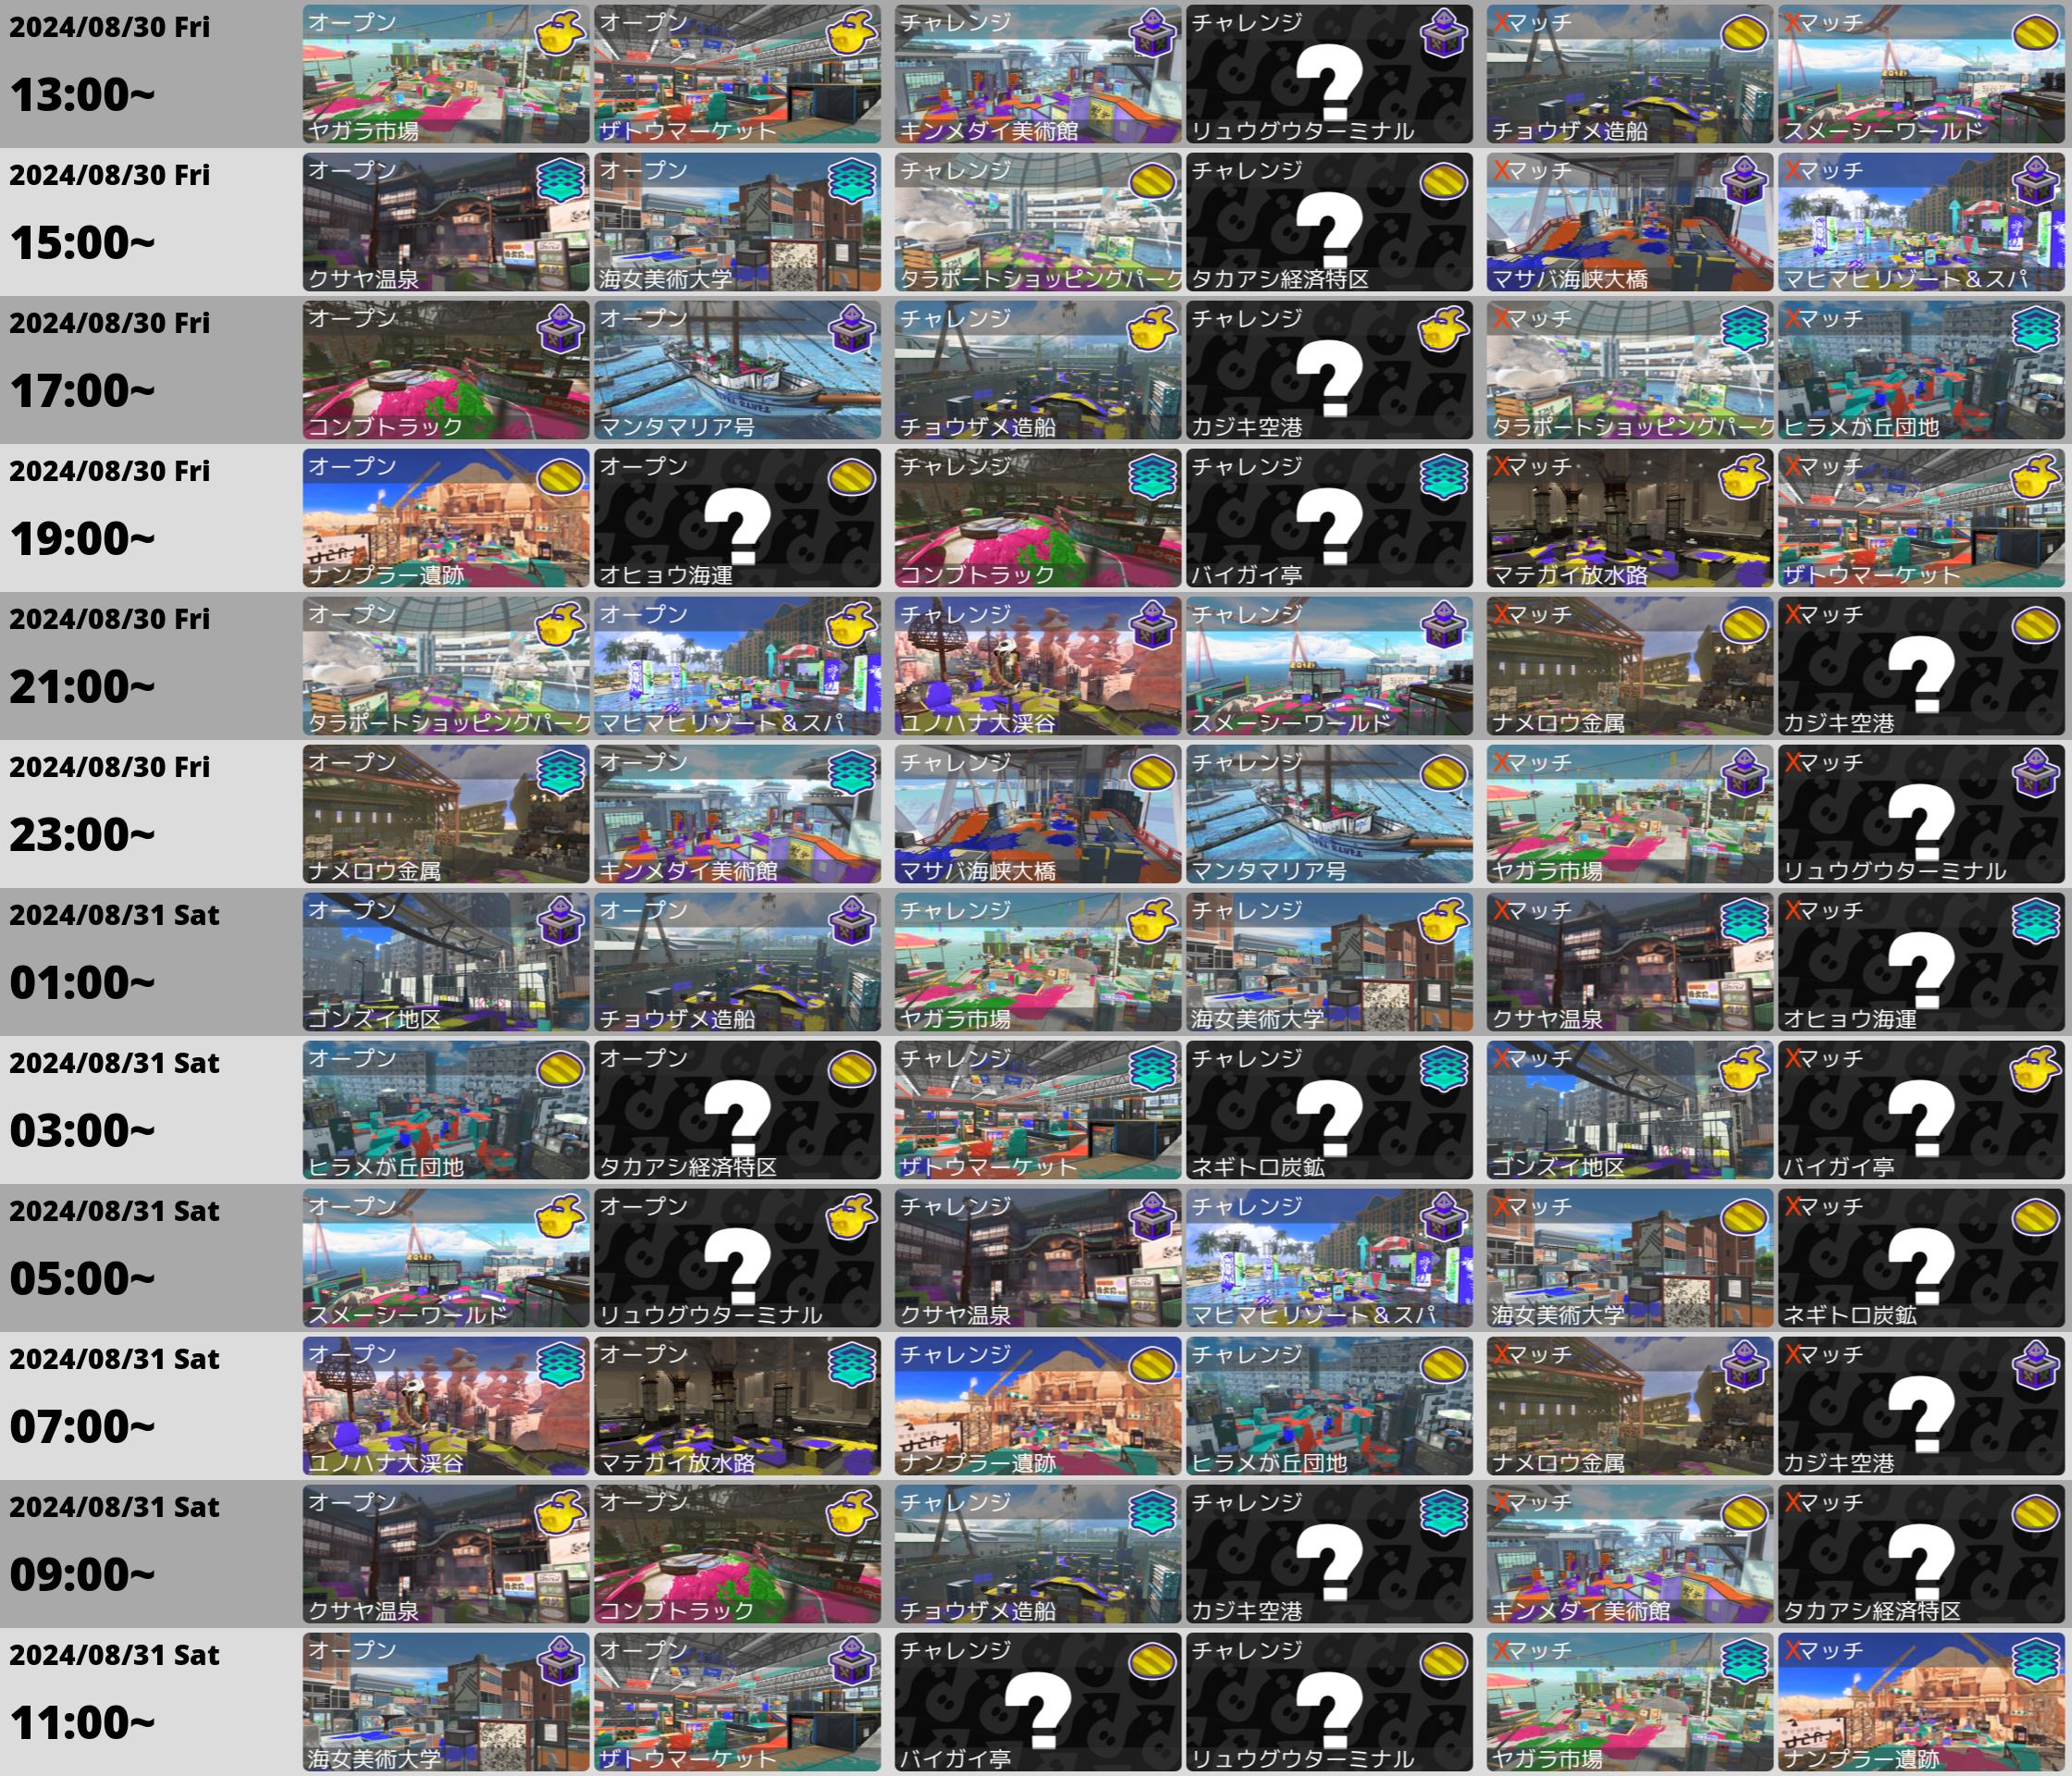 2024/08/30 Fri
13:00~
オープン オープン チャレンジ チャレンジ Xマッチ Xマッチ
ヤガラ市場 ザトウマーケット キンメダイ美術館 リュウグウターミナル チョウザメ造船 スメーシーワールド
2024/08/30 Fri
15:00~
オープン オープン チャレンジ チャレンジ Xマッチ Xマッチ
クサヤ温泉 海女美術大学 タラポートショッピングパーク タカアシ経済特区 マサバ海峡大橋 マヒマヒリゾート＆スパ
2024/08/30 Fri
17:00~
オープン オープン チャレンジ チャレンジ Xマッチ Xマッチ
コンブトラック マンタマリア号 チョウザメ造船 カジキ空港 タラポートショッピングパーク ヒラメが丘団地
2024/08/30 Fri
19:00~
オープン オープン チャレンジ チャレンジ Xマッチ Xマッチ
ナンプラー遺跡 オヒョウ海運 コンブトラック バイガイ亭 マテガイ放水路 ザトウマーケット
2024/08/30 Fri
21:00~
オープン オープン チャレンジ チャレンジ Xマッチ Xマッチ
タラポートショッピングパーク マヒマヒリゾート＆スパ ユノハナ大渓谷 スメーシーワールド ナメロウ金属 カジキ空港
2024/08/30 Fri
23:00~
オープン オープン チャレンジ チャレンジ Xマッチ Xマッチ
ナメロウ金属 キンメダイ美術館 マサバ海峡大橋 マンタマリア号 ヤガラ市場 リュウグウターミナル
2024/08/31 Sat
01:00~
オープン オープン チャレンジ チャレンジ Xマッチ Xマッチ
ゴンズイ地区 チョウザメ造船 ヤガラ市場 海女美術大学 クサヤ温泉 オヒョウ海運
2024/08/31 Sat
03:00~
オープン オープン チャレンジ チャレンジ Xマッチ Xマッチ
ヒラメが丘団地 タカアシ経済特区 ザトウマーケット ネギトロ炭鉱 ゴンズイ地区 バイガイ亭
2024/08/31 Sat
05:00~
オープン オープン チャレンジ チャレンジ Xマッチ Xマッチ
スメーシーワールド リュウグウターミナル クサヤ温泉 マヒマヒリゾート＆スパ 海女美術大学 ネギトロ炭鉱
2024/08/31 Sat
07:00~
オープン オープン チャレンジ チャレンジ Xマッチ Xマッチ
ユノハナ大渓谷 マテガイ放水路 ナンプラー遺跡 ヒラメが丘団地 ナメロウ金属 カジキ空港
2024/08/31 Sat
09:00~
オープン オープン チャレンジ チャレンジ Xマッチ Xマッチ
クサヤ温泉 コンブトラック チョウザメ造船 カジキ空港 キンメダイ美術館 タカアシ経済特区
2024/08/31 Sat
11:00~
オープン オープン チャレンジ チャレンジ Xマッチ Xマッチ
海女美術大学 ザトウマーケット バイガイ亭 リュウグウターミナル ヤガラ市場 ナンプラー遺跡